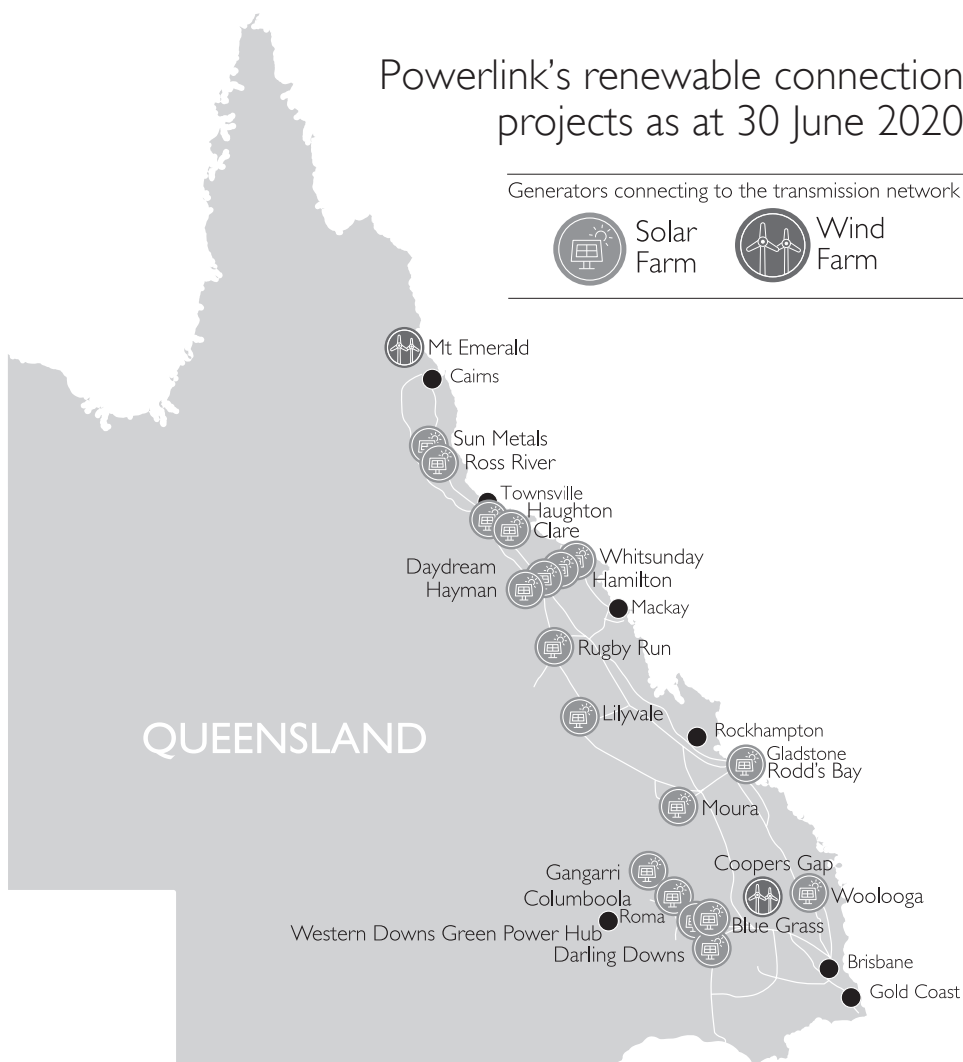 Powerlink's renewable connection
projects as at 30 June 2020
Generators connecting to the transmission network
Solar
Farm
Wind
Farm
Mt Emerald
Cairns
Sun Metals
Ross River
Townsville
Haughton
Clare
Whitsunday
Hamilton
Daydream
Hayman
Mackay
Rugby Run
Lilyvale
QUEENSLAND
Rockhampton
Gladstone
Rodd's Bay
Moura
Coopers Gap
Gangarri
Columboola
Woolooga
Roma
Blue Grass
Western Downs Green Power Hub
Darling Downs
Brisbane
Gold Coast